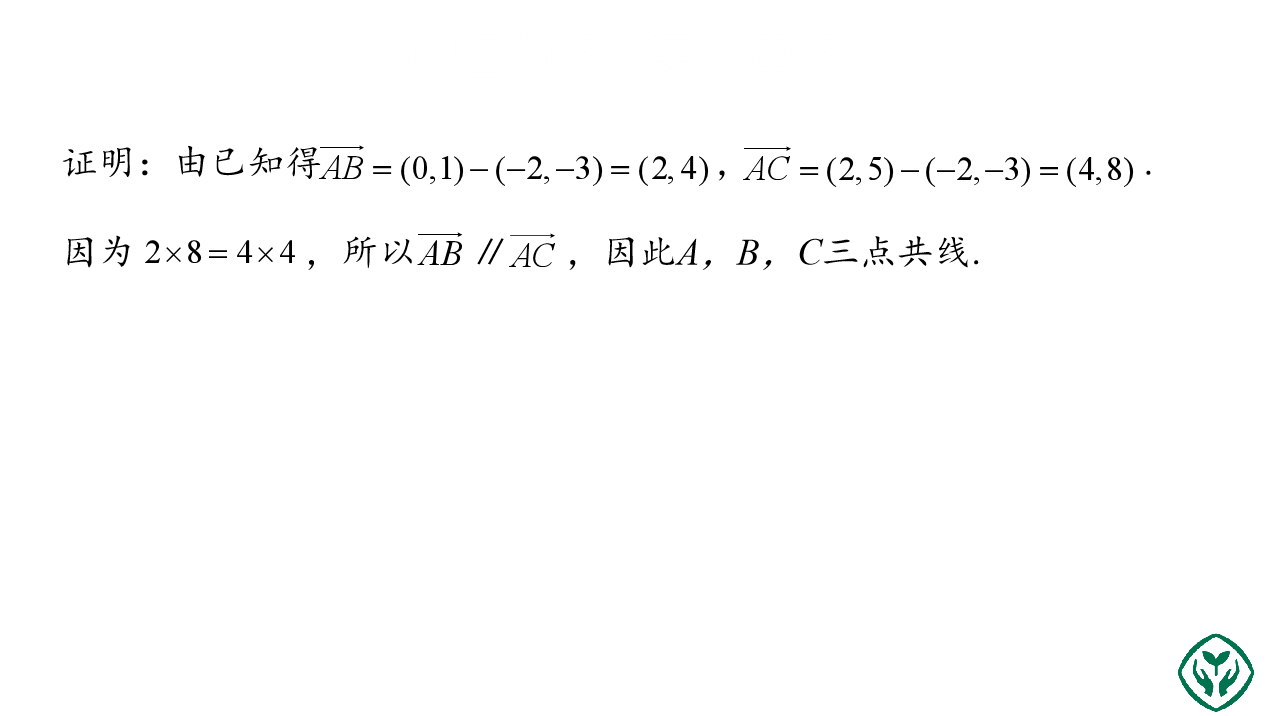 证明：由已知得$\overrightarrow{AB}=(0,1)-(-2,-3)=(2,4)$，$\overrightarrow{AC}=(2,5)-(-2,-3)=(4,8)$．
因为 $2×8=4×4$，所以$\overrightarrow{AB}$∥$\overrightarrow{AC}$，因此A，B，C三点共线.